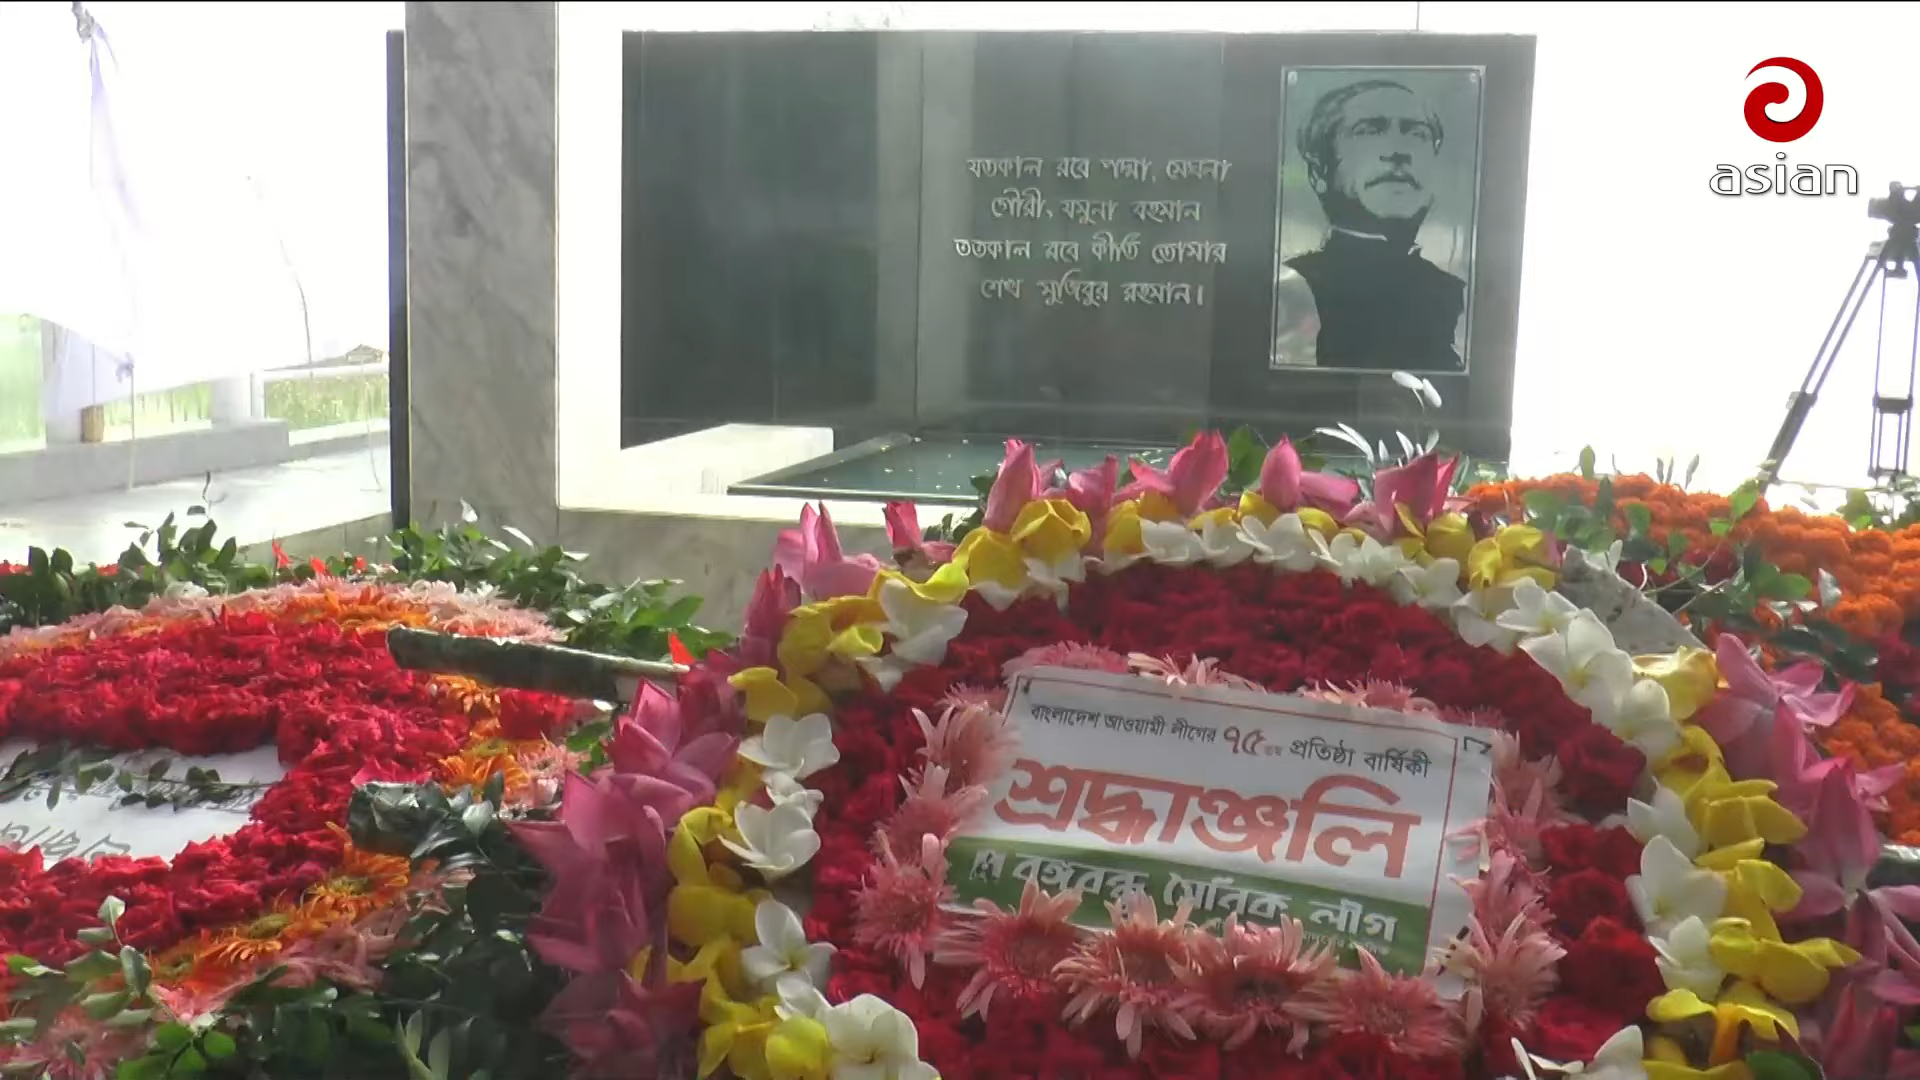 যতকাল রবে পদ্মা, মেঘনা
গৌরী, যমুনা বহমান
ততকাল রবে কীর্তি তোমার
শেখ মুজিবুর রহমান।
asian
বাংলাদেশ আওয়ামী লীগের ৭৫তম প্রতিষ্ঠা বার্ষিকী
শ্রদ্ধাঞ্জলি
বঙ্গবন্ধু সৈনিক লীগ